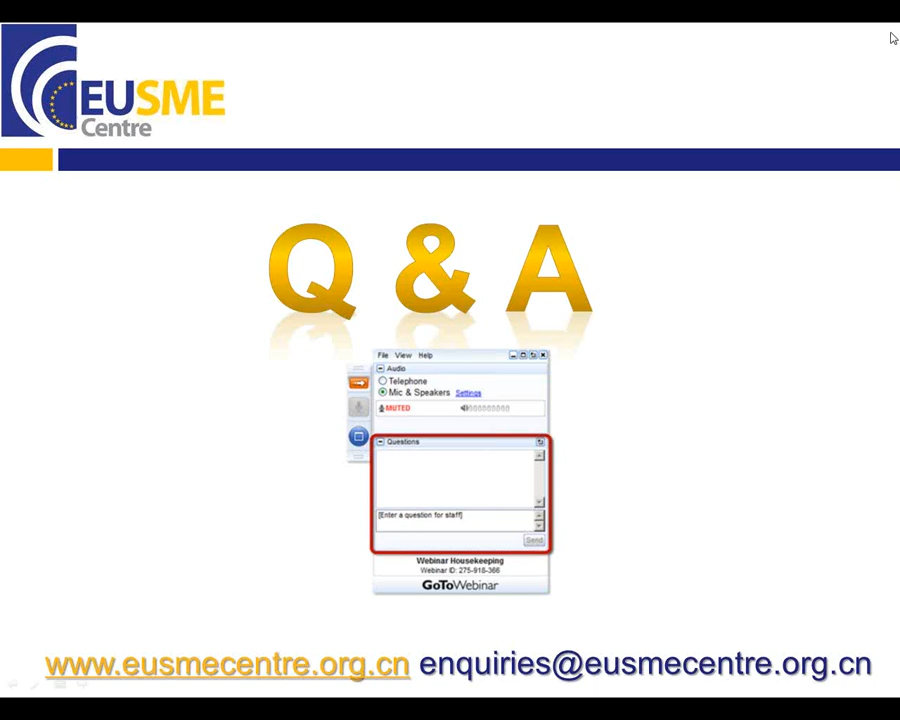 EUSME
Centre
Q & A
File View Help
Audio
Telephone
Mic & Speakers Settings
MUTED
Questions
[Enter a question for staff]
Send
Webinar Housekeeping
Webinar ID: 275-918-366
GoToWebinar
www.eusmecentre.org.cn enquiries@eusmecentre.org.cn